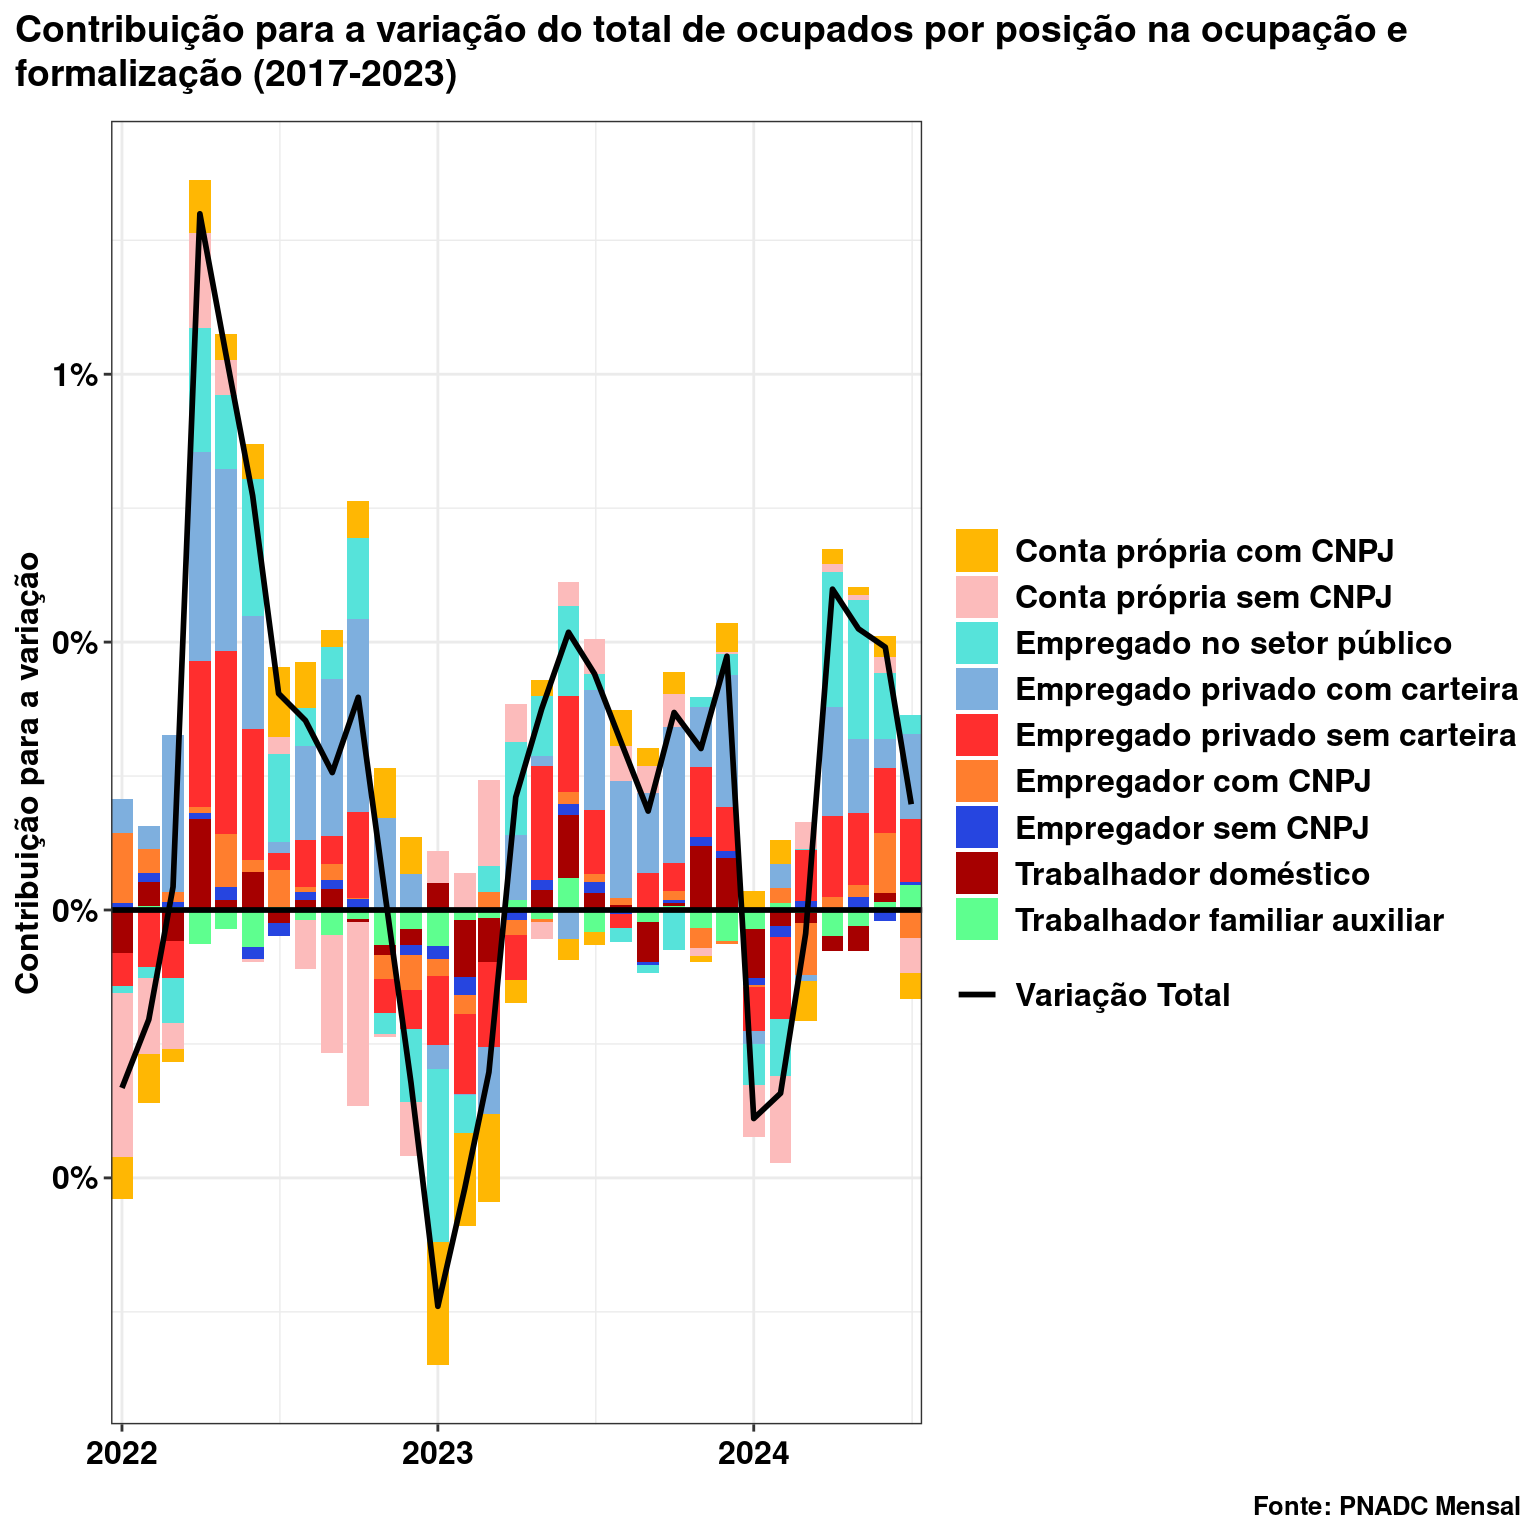 Contribuição para a variação do total de ocupados por posição na ocupação e
formalização (2017-2023)
Contribuição para a variação
1%
0%
0%
0%
2022
2023
2024
Conta própria com CNPJ
Conta própria sem CNPJ
Empregado no setor público
Empregado privado com carteira
Empregado privado sem carteira
Empregador com CNPJ
Empregador sem CNPJ
Trabalhador doméstico
Trabalhador familiar auxiliar
Variação Total
Fonte: PNADC Mensal